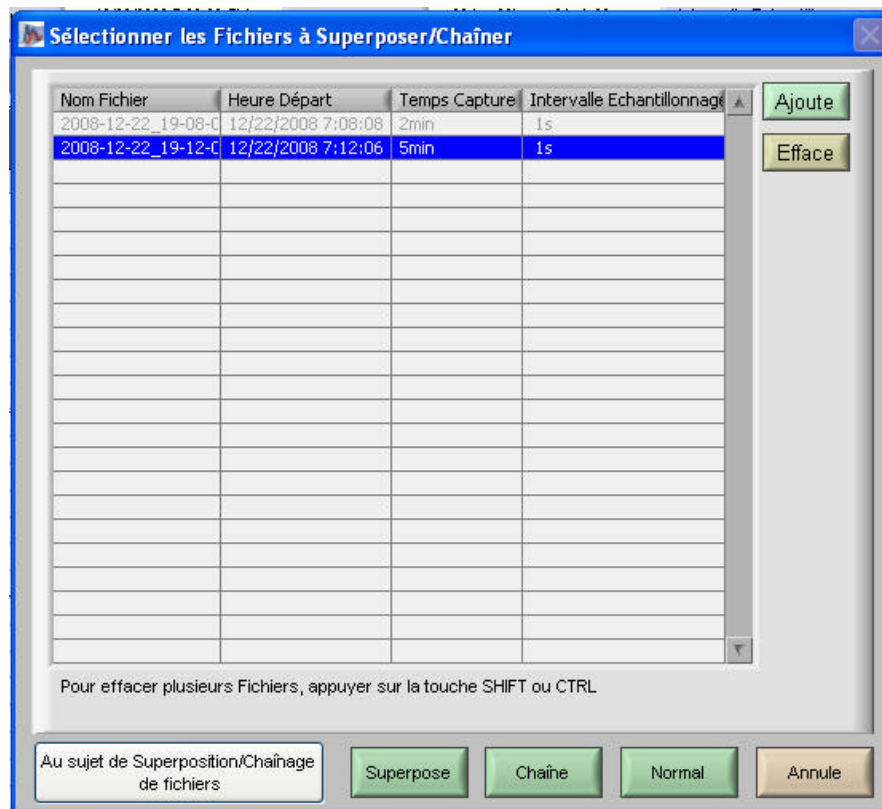 Sélectionner les Fichiers à Superposer/Chaîner
Nom Fichier Heure Départ Temps Capture Intervalle Echantillonnage
2008-12-22_19-08-0 12/22/2008 7:08:08 2min 1s
2008-12-22_19-12-0 12/22/2008 7:12:06 5min 1s
Ajoute
Efface
Pour effacer plusieurs Fichiers, appuyer sur la touche SHIFT ou CTRL
Au sujet de Superposition/Chaînage
de fichiers
Superpose
Chaîne
Normal
Annule